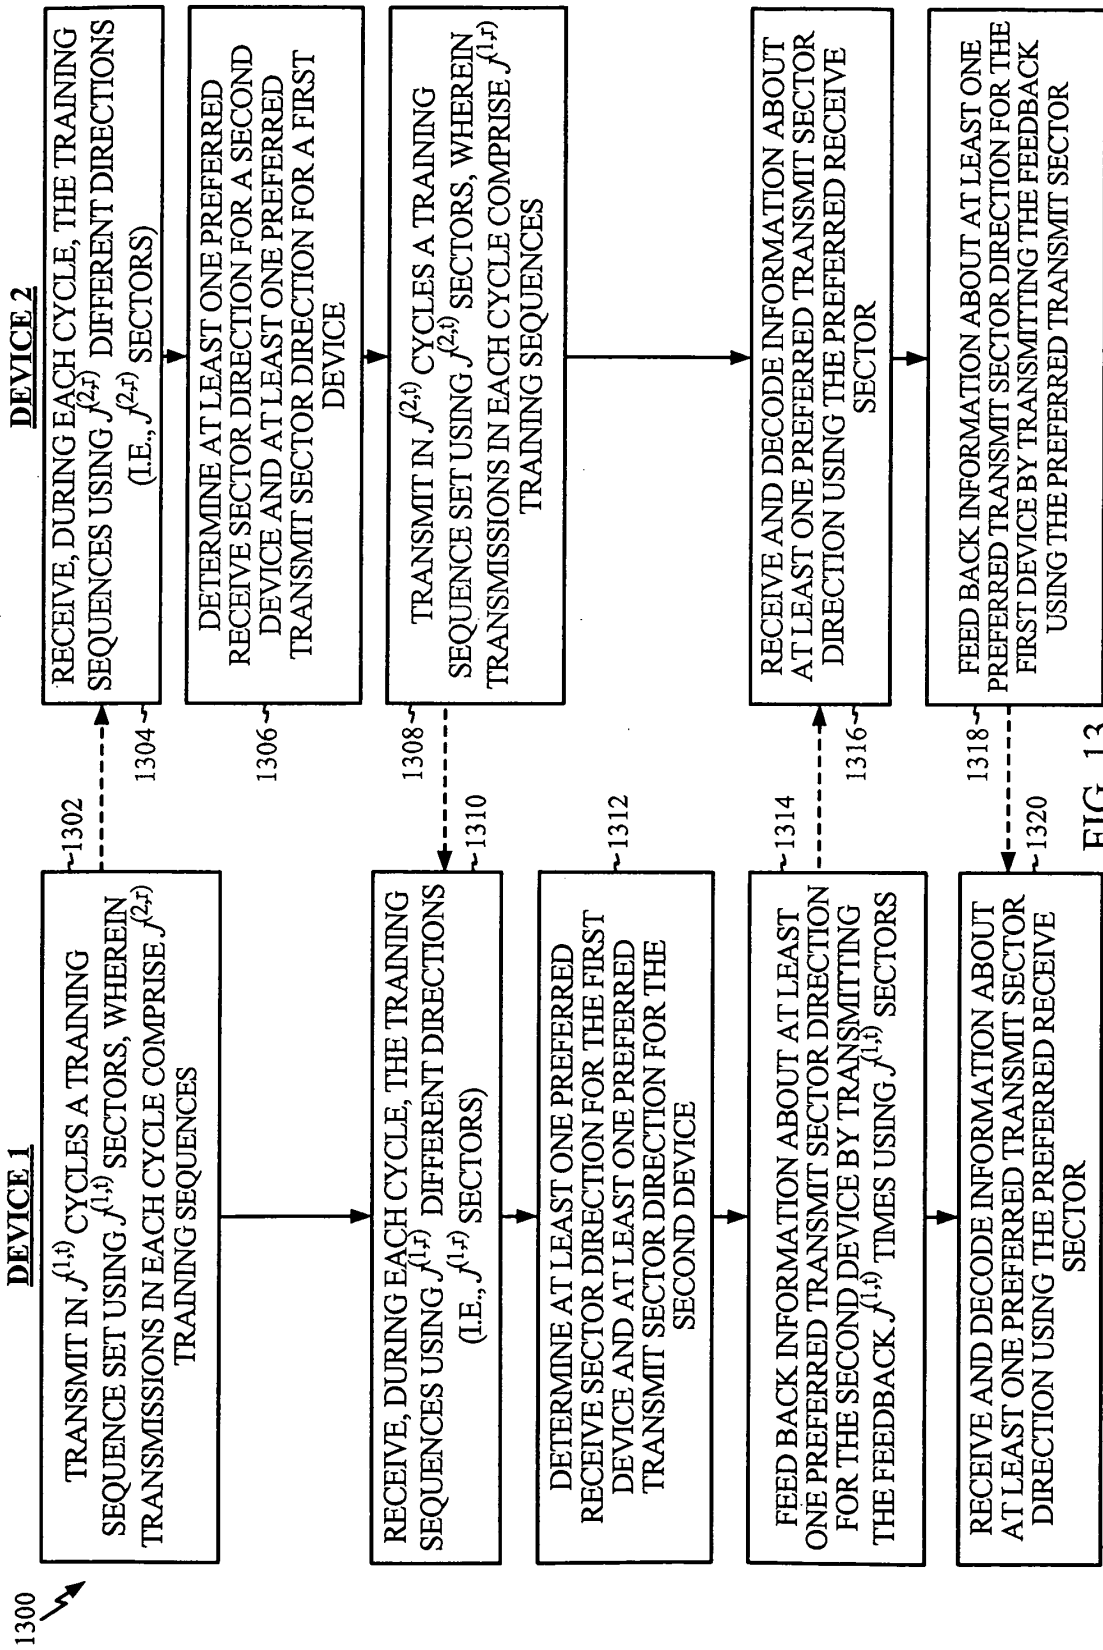 1300
DEVICE 1
DEVICE 2
1302
TRANSMIT IN J^(1,t) CYCLES A TRAINING
SEQUENCE SET USING J^(1,t) SECTORS, WHEREIN
TRANSMISSIONS IN EACH CYCLE COMPRISE J^(2,r)
TRAINING SEQUENCES
1304
RECEIVE, DURING EACH CYCLE, THE TRAINING
SEQUENCES USING J^(2,r) DIFFERENT DIRECTIONS
(I.E., J^(2,r) SECTORS)
1306
DETERMINE AT LEAST ONE PREFERRED
RECEIVE SECTOR DIRECTION FOR A SECOND
DEVICE AND AT LEAST ONE PREFERRED
TRANSMIT SECTOR DIRECTION FOR A FIRST
DEVICE
1308
TRANSMIT IN J^(2,t) CYCLES A TRAINING
SEQUENCE SET USING J^(2,t) SECTORS, WHEREIN
TRANSMISSIONS IN EACH CYCLE COMPRISE J^(1,r)
TRAINING SEQUENCES
1310
RECEIVE, DURING EACH CYCLE, THE TRAINING
SEQUENCES USING J^(1,r) DIFFERENT DIRECTIONS
(I.E., J^(1,r) SECTORS)
1312
DETERMINE AT LEAST ONE PREFERRED
RECEIVE SECTOR DIRECTION FOR THE FIRST
DEVICE AND AT LEAST ONE PREFERRED
TRANSMIT SECTOR DIRECTION FOR THE
SECOND DEVICE
1314
FEED BACK INFORMATION ABOUT AT LEAST
ONE PREFERRED TRANSMIT SECTOR DIRECTION
FOR THE SECOND DEVICE BY TRANSMITTING
THE FEEDBACK J^(1,t) TIMES USING J^(1,t) SECTORS
1316
RECEIVE AND DECODE INFORMATION ABOUT
AT LEAST ONE PREFERRED TRANSMIT SECTOR
DIRECTION USING THE PREFERRED RECEIVE
SECTOR
1318
FEED BACK INFORMATION ABOUT AT LEAST ONE
PREFERRED TRANSMIT SECTOR DIRECTION FOR THE
FIRST DEVICE BY TRANSMITTING THE FEEDBACK
USING THE PREFERRED TRANSMIT SECTOR
1320
RECEIVE AND DECODE INFORMATION ABOUT
AT LEAST ONE PREFERRED TRANSMIT SECTOR
DIRECTION USING THE PREFERRED RECEIVE
SECTOR
FIG. 13